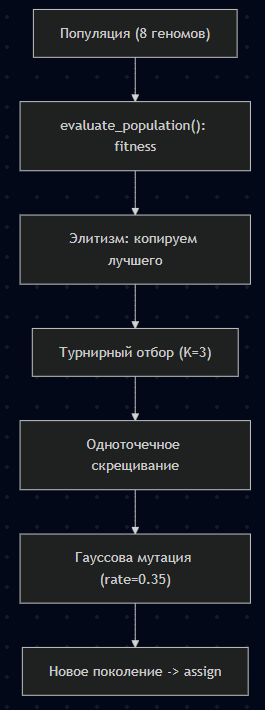 Популяция (8 геномов)
evaluate_population():
fitness
Элитизм: копируем
лучшего
Турнирный отбор (K=3)
Одноточечное
скрещивание
Гауссова мутация
(rate=0.35)
Новое поколение -> assign